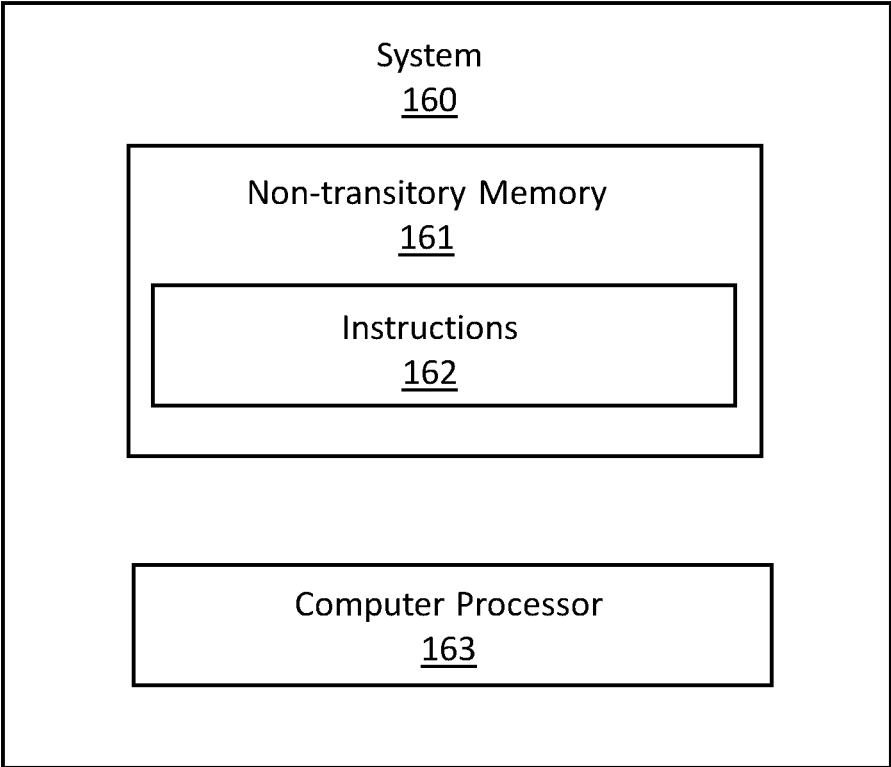 System
160
Non-transitory Memory
161
Instructions
162
Computer Processor
163